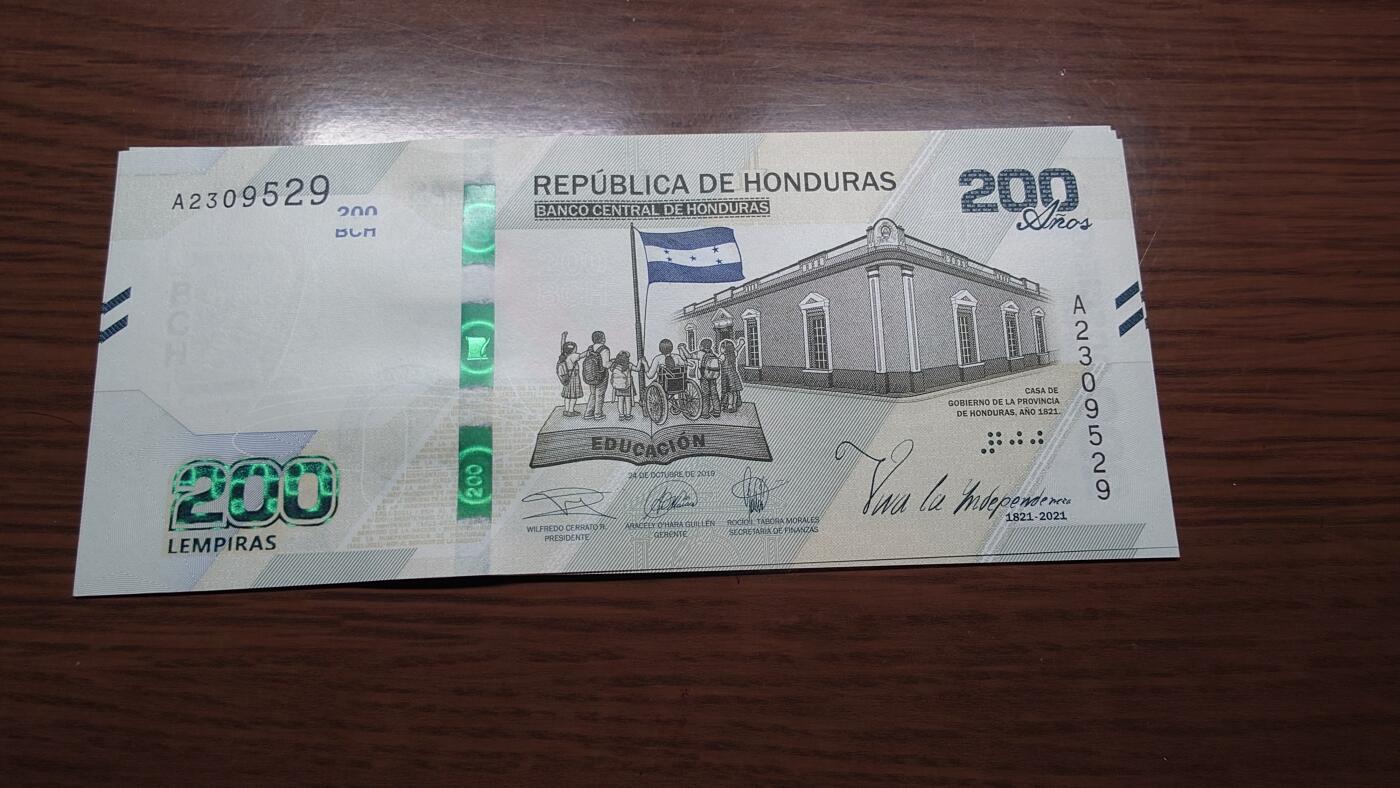 A2309529
200
BCH
REPÚBLICA DE HONDURAS
BANCO CENTRAL DE HONDURAS
200
Años
EDUCACIÓN
CASA DE
GOBIERNO DE LA PROVINCIA
DE HONDURAS, AÑO 1821.
A2309529
24 DE OCTUBRE DE 2019
WILFREDO CERRATO R.
PRESIDENTE
ARACELY O'HARA GUILLÉN
GERENTE
ROCÍO I. TÁBORA MORALES
SECRETARIA DE FINANZAS
Viva la Independencia
1821-2021
200
200
LEMPIRAS